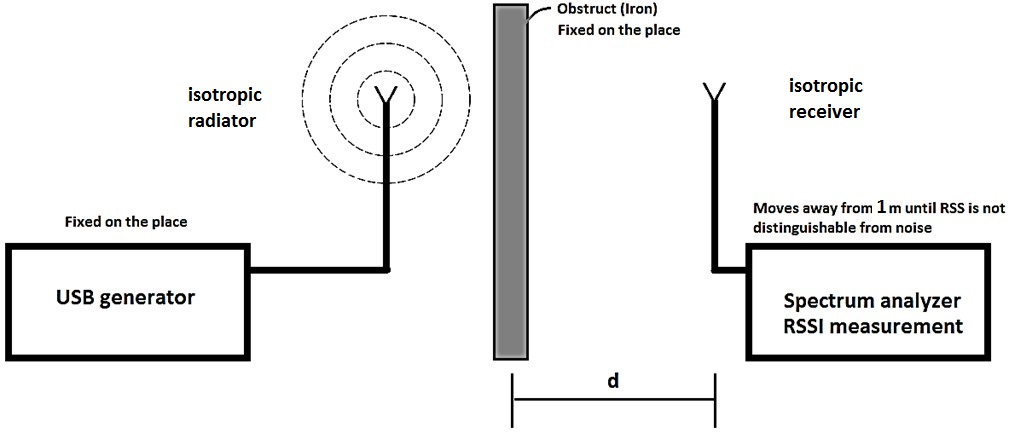 Obstruct (Iron)
Fixed on the place
isotropic
radiator
isotropic
receiver
Fixed on the place
Moves away from 1 m until RSS is not
distinguishable from noise
USB generator
Spectrum analyzer
RSSI measurement
d